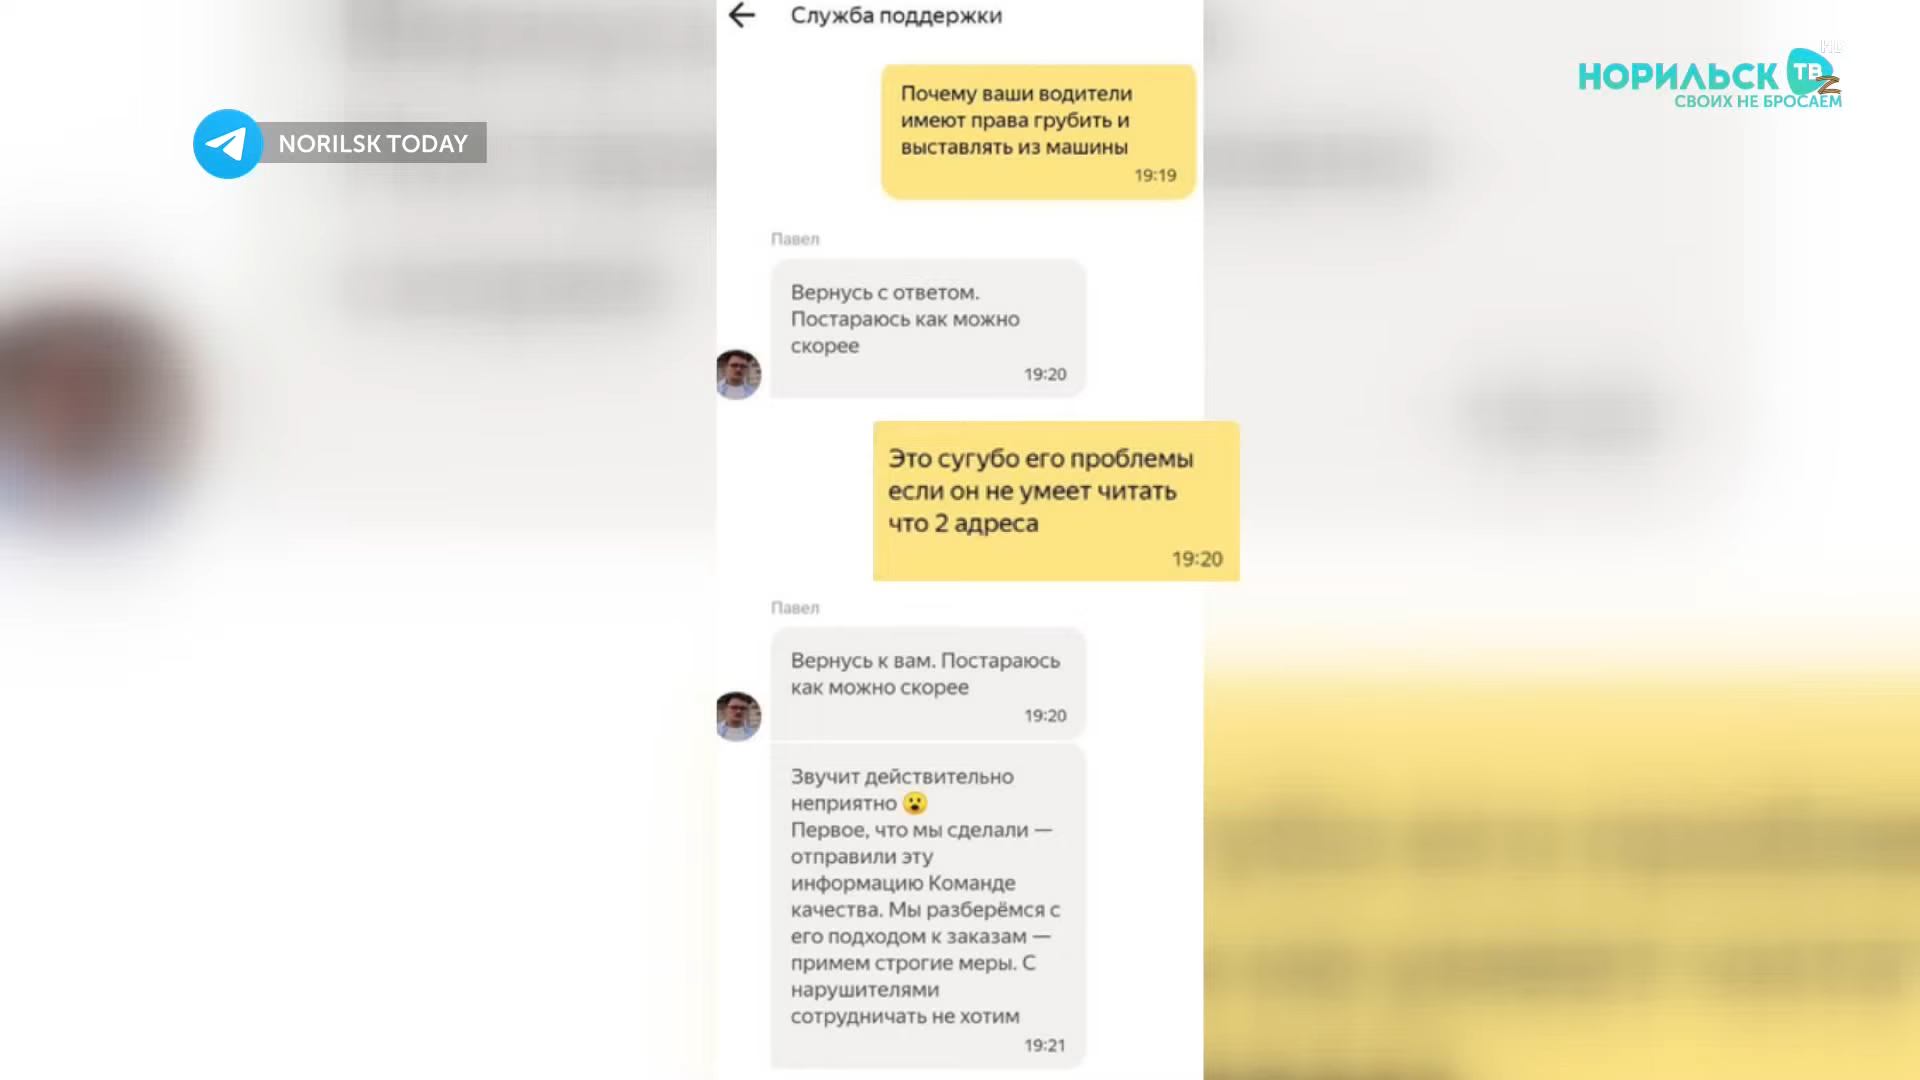 Служба поддержки
НОРИЛЬСК ТВ
HD
СВОИХ НЕ БРОСАЕМ
NORILSK TODAY
Почему ваши водители
имеют права грубить и
выставлять из машины
19:19
Павел
Вернусь с ответом.
Постараюсь как можно
скорее
19:20
Это сугубо его проблемы
если он не умеет читать
что 2 адреса
19:20
Павел
Вернусь к вам. Постараюсь
как можно скорее
19:20
Звучит действительно
неприятно 😮
Первое, что мы сделали —
отправили эту
информацию Команде
качества. Мы разберёмся с
его подходом к заказам —
примем строгие меры. С
нарушителями
сотрудничать не хотим
19:21